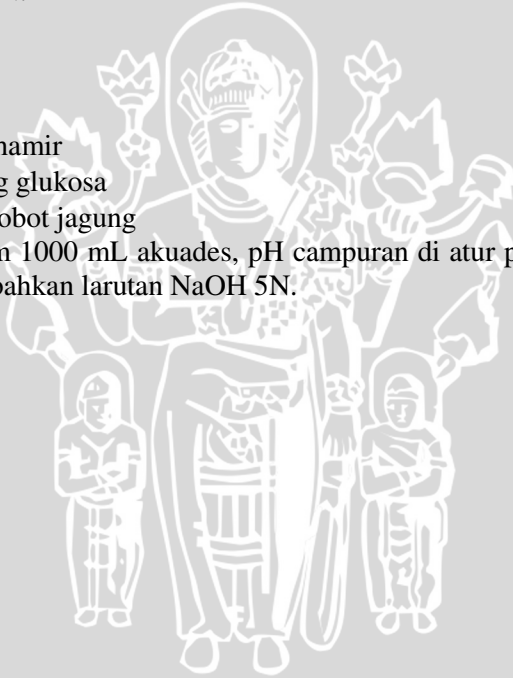 namir
g glukosa
obot jagung
1000 mL akuades, pH campuran di atur p
bahkan larutan NaOH 5N.